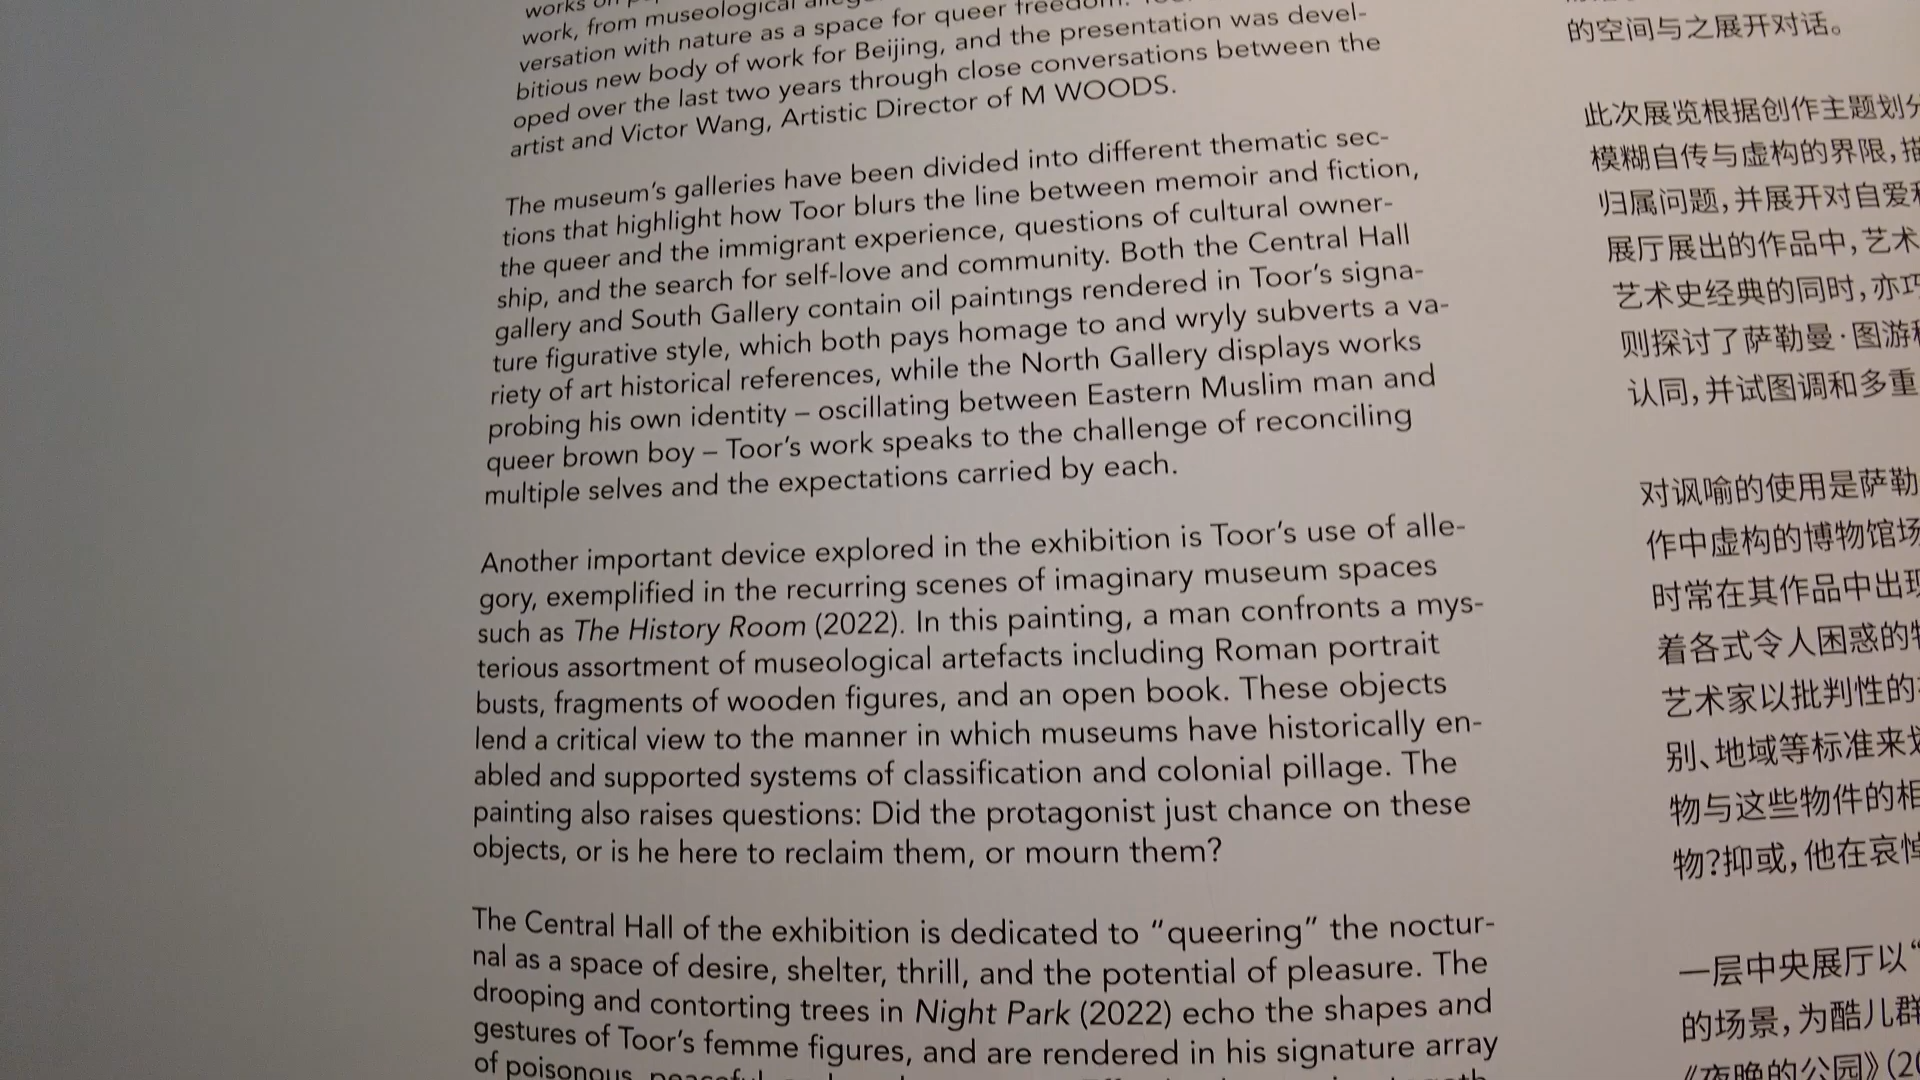 works on
work, from museological
versation with nature as a space for queer freedom.
bitious new body of work for Beijing, and the presentation was devel-
oped over the last two years through close conversations between the
artist and Victor Wang, Artistic Director of M WOODS.
The museum’s galleries have been divided into different thematic sec-
tions that highlight how Toor blurs the line between memoir and fiction,
the queer and the immigrant experience, questions of cultural owner-
ship, and the search for self-love and community. Both the Central Hall
gallery and South Gallery contain oil paintings rendered in Toor’s signa-
ture figurative style, which both pays homage to and wryly subverts a va-
riety of art historical references, while the North Gallery displays works
probing his own identity – oscillating between Eastern Muslim man and
queer brown boy – Toor’s work speaks to the challenge of reconciling
multiple selves and the expectations carried by each.
Another important device explored in the exhibition is Toor’s use of alle-
gory, exemplified in the recurring scenes of imaginary museum spaces
such as The History Room (2022). In this painting, a man confronts a mys-
terious assortment of museological artefacts including Roman portrait
busts, fragments of wooden figures, and an open book. These objects
lend a critical view to the manner in which museums have historically en-
abled and supported systems of classification and colonial pillage. The
painting also raises questions: Did the protagonist just chance on these
objects, or is he here to reclaim them, or mourn them?
The Central Hall of the exhibition is dedicated to “queering” the noctur-
nal as a space of desire, shelter, thrill, and the potential of pleasure. The
drooping and contorting trees in Night Park (2022) echo the shapes and
gestures of Toor’s femme figures, and are rendered in his signature array
of poisonous,
的空间与之展开对话。
此次展览根据创作主题划分
模糊自传与虚构的界限，描
归属问题，并展开对自爱和
展厅展出的作品中，艺术
艺术史经典的同时，亦巧
则探讨了萨勒曼·图游移
认同，并试图调和多重
对讽喻的使用是萨勒
作中虚构的博物馆场
时常在其作品中出现
着各式令人困惑的物
艺术家以批判性的
别、地域等标准来划
物与这些物件的相
物？抑或，他在哀悼
一层中央展厅以“
的场景，为酷儿群
《夜晚的公园》（20